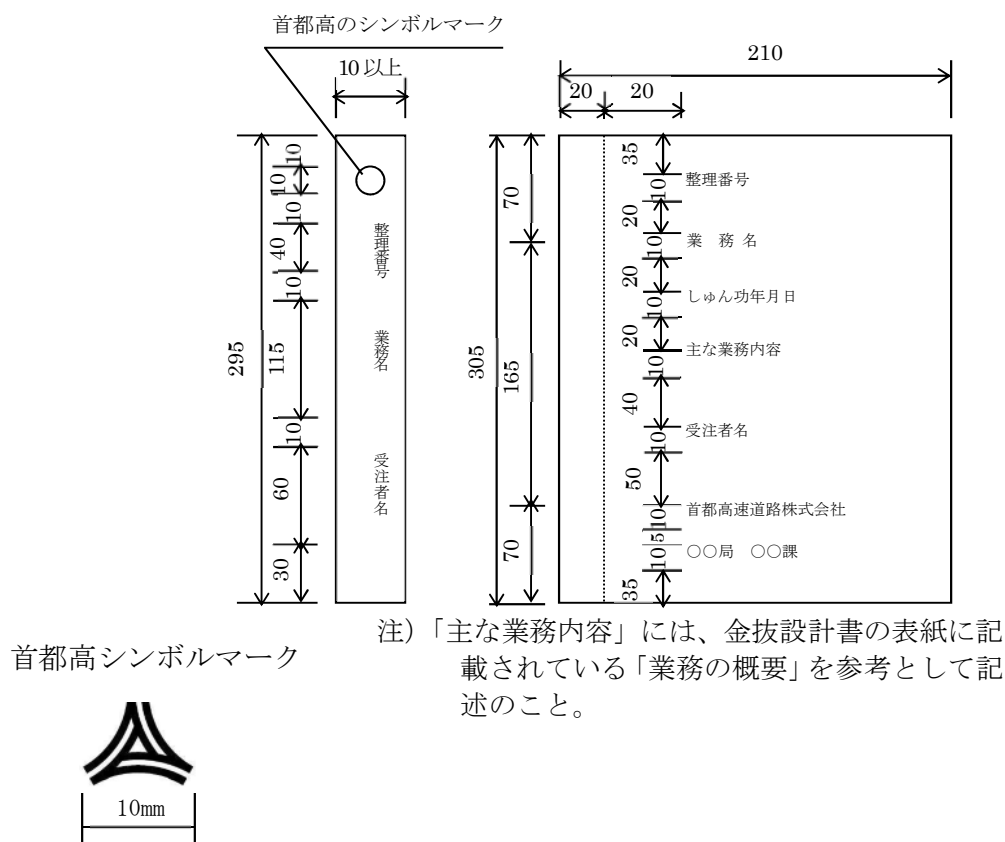 首都高のシンボルマーク
10以上
210
20
20
10
10
10
40
10
115
10
60
30
295
整理番号
業務名
受注者名
305
70
165
70
35
10
20
10
20
10
20
10
40
10
50
10
5
10
35
整理番号
業 務 名
しゅん功年月日
主な業務内容
受注者名
首都高速道路株式会社
○○局 ○○課
注)「主な業務内容」には、金抜設計書の表紙に記
載されている「業務の概要」を参考として記
述のこと。
首都高シンボルマーク
10mm